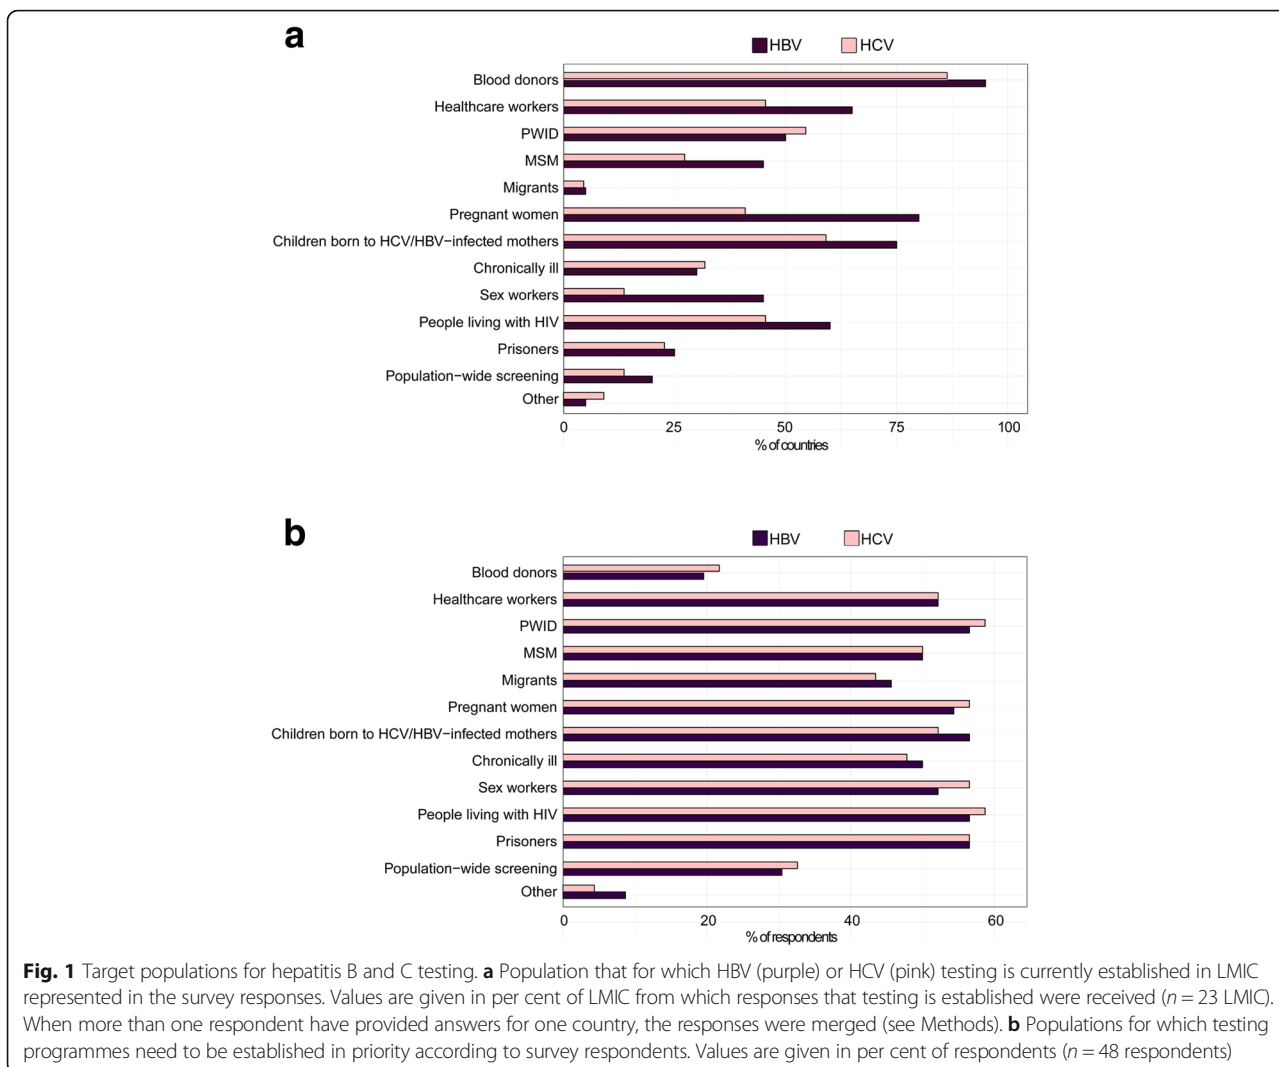 a
HBV HCV
Blood donors
Healthcare workers
PWID
MSM
Migrants
Pregnant women
Children born to HCV/HBV−infected mothers
Chronically ill
Sex workers
People living with HIV
Prisoners
Population−wide screening
Other
0 25 50 75 100
% of countries
b
HBV HCV
Blood donors
Healthcare workers
PWID
MSM
Migrants
Pregnant women
Children born to HCV/HBV−infected mothers
Chronically ill
Sex workers
People living with HIV
Prisoners
Population−wide screening
Other
0 20 40 60
% of respondents
Fig. 1 Target populations for hepatitis B and C testing. a Population that for which HBV (purple) or HCV (pink) testing is currently established in LMIC
represented in the survey responses. Values are given in per cent of LMIC from which responses that testing is established were received (n = 23 LMIC).
When more than one respondent have provided answers for one country, the responses were merged (see Methods). b Populations for which testing
programmes need to be established in priority according to survey respondents. Values are given in per cent of respondents (n = 48 respondents)